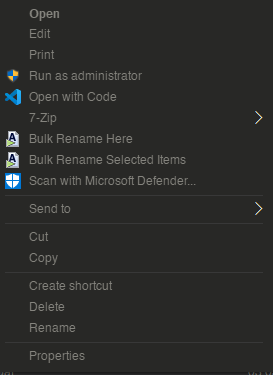 Open
Edit
Print
Run as administrator
Open with Code
7-Zip
Bulk Rename Here
Bulk Rename Selected Items
Scan with Microsoft Defender...
Send to
Cut
Copy
Create shortcut
Delete
Rename
Properties